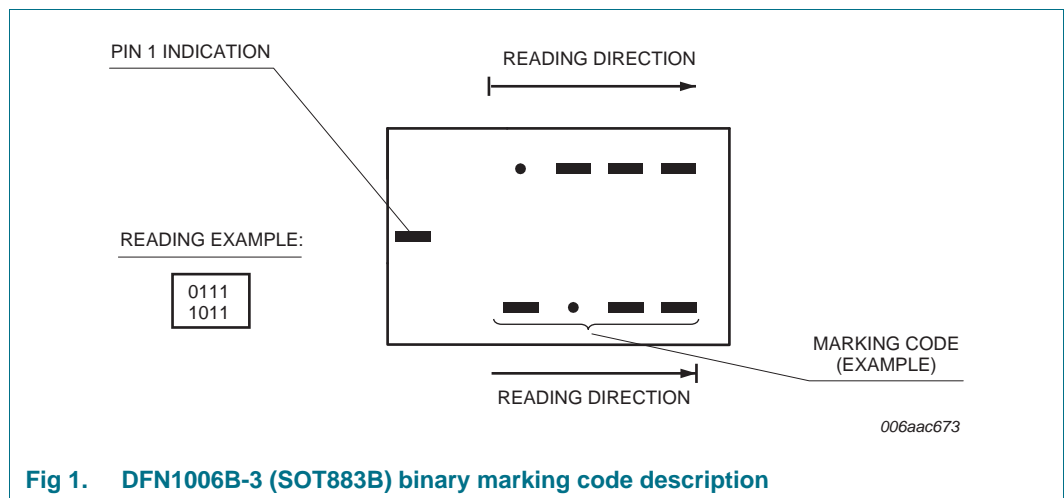 PIN 1 INDICATION
READING DIRECTION
READING EXAMPLE:
0111
1011
MARKING CODE
(EXAMPLE)
READING DIRECTION
006aac673
Fig 1. DFN1006B-3 (SOT883B) binary marking code description